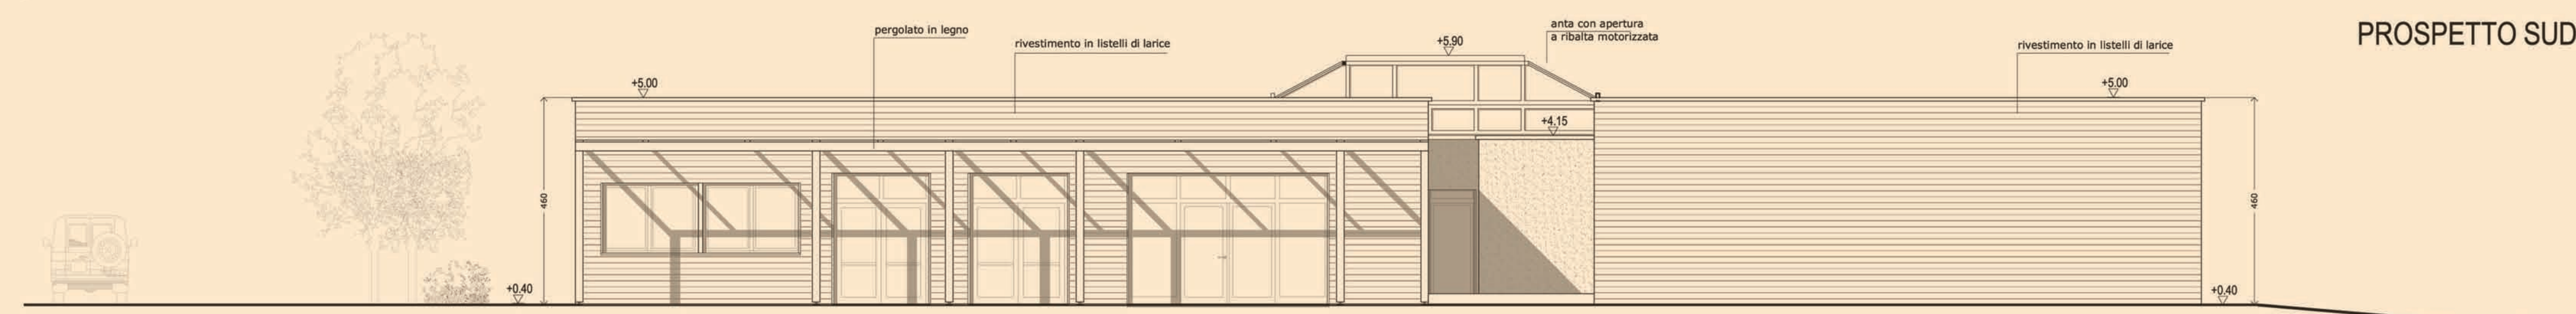 PROSPETTO SUD
pergolato in legno
rivestimento in listelli di larice
anta con apertura
a ribalta motorizzata
rivestimento in listelli di larice
+5.00
+5.90
+4.15
+5.00
460
460
+0.40
+0.40